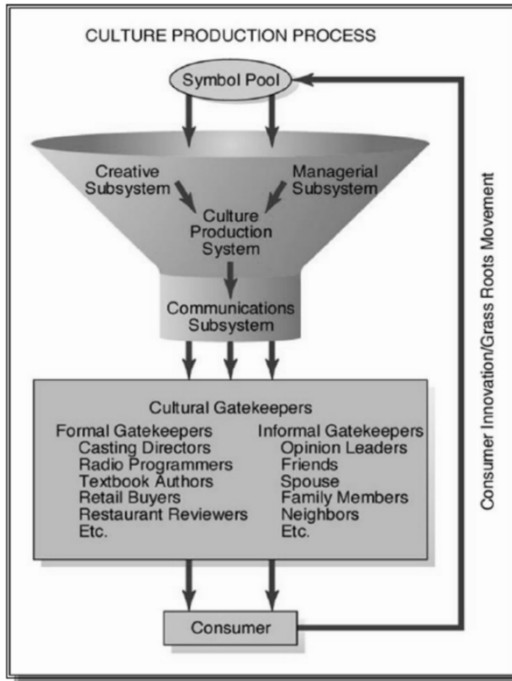 CULTURE PRODUCTION PROCESS
Symbol Pool
Creative
Subsystem
Managerial
Subsystem
Culture
Production
System
Communications
Subsystem
Cultural Gatekeepers
Formal Gatekeepers
Casting Directors
Radio Programmers
Textbook Authors
Retail Buyers
Restaurant Reviewers
Etc.
Informal Gatekeepers
Opinion Leaders
Friends
Spouse
Family Members
Neighbors
Etc.
Consumer
Consumer Innovation/Grass Roots Movement